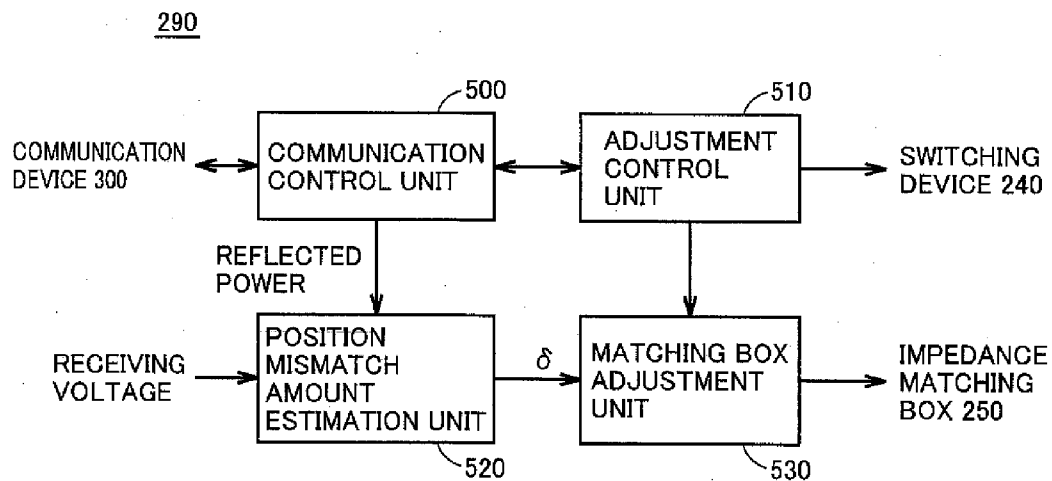 290
500
510
COMMUNICATION
DEVICE 300
COMMUNICATION
CONTROL UNIT
ADJUSTMENT
CONTROL
UNIT
SWITCHING
DEVICE 240
REFLECTED
POWER
RECEIVING
VOLTAGE
POSITION
MISMATCH
AMOUNT
ESTIMATION UNIT
δ
MATCHING BOX
ADJUSTMENT
UNIT
IMPEDANCE
MATCHING
BOX 250
520
530